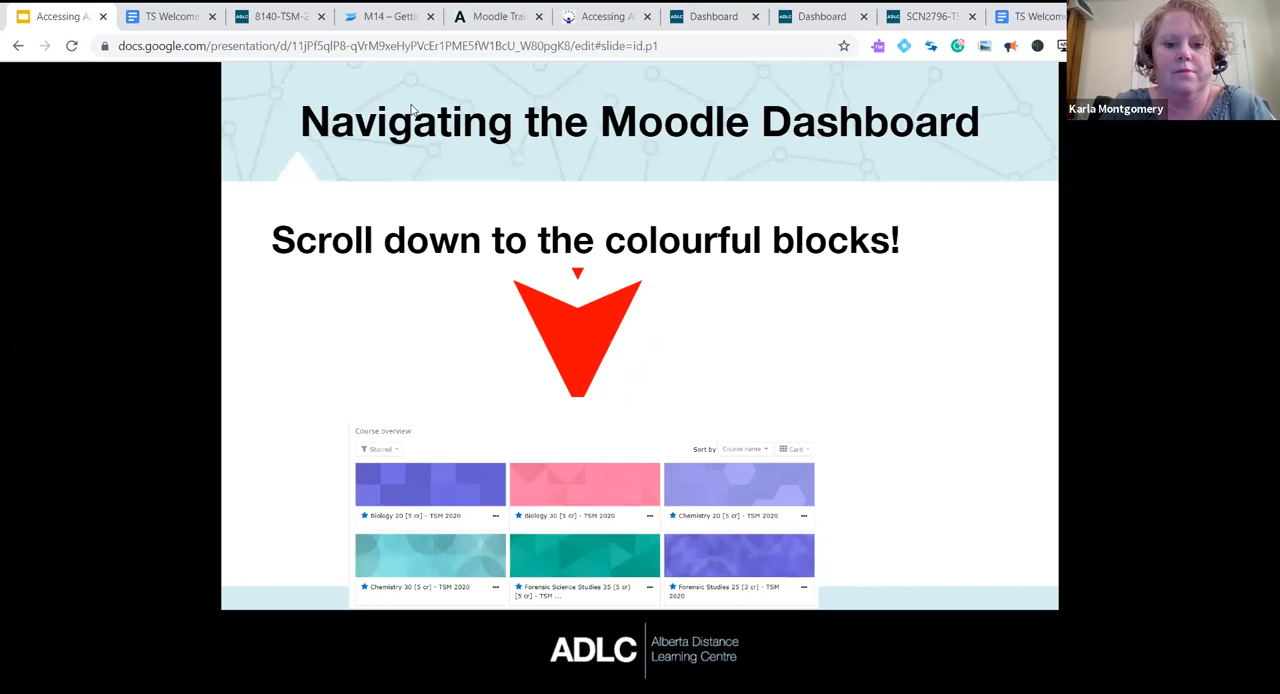 Accessing A
TS Welcome
8140-TSM-2
M14 – Getti
Moodle Trai
Accessing A
Dashboard
Dashboard
SCN2796-TS
TS Welcome
docs.google.com/presentation/d/11jPf5qlP8-qVrM9xeHyPVcEr1PME5fW1BcU_W80pgK8/edit#slide=id.p1
Karla Montgomery
Navigating the Moodle Dashboard
Scroll down to the colourful blocks!
Course overview
Starred
Sort by Course name Card
Biology 20 [5 cr] - TSM 2020
Biology 30 [5 cr] - TSM 2020
Chemistry 20 [5 cr] - TSM 2020
Chemistry 30 [5 cr] - TSM 2020
Forensic Science Studies 35 (5 cr)
[5 cr] - TSM ...
Forensic Studies 25 [3 cr] - TSM
2020
ADLC
Alberta Distance
Learning Centre